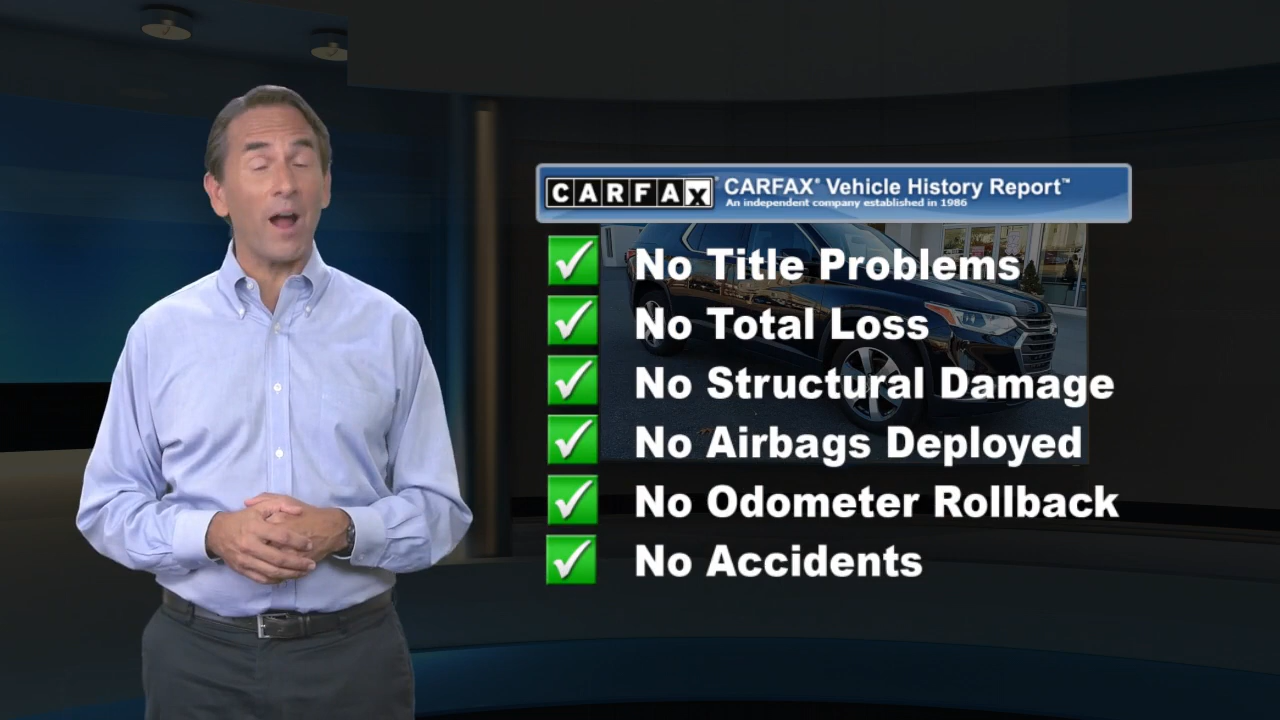 CARFAX® CARFAX® Vehicle History Report™
An independent company established in 1986
No Title Problems
No Total Loss
No Structural Damage
No Airbags Deployed
No Odometer Rollback
No Accidents